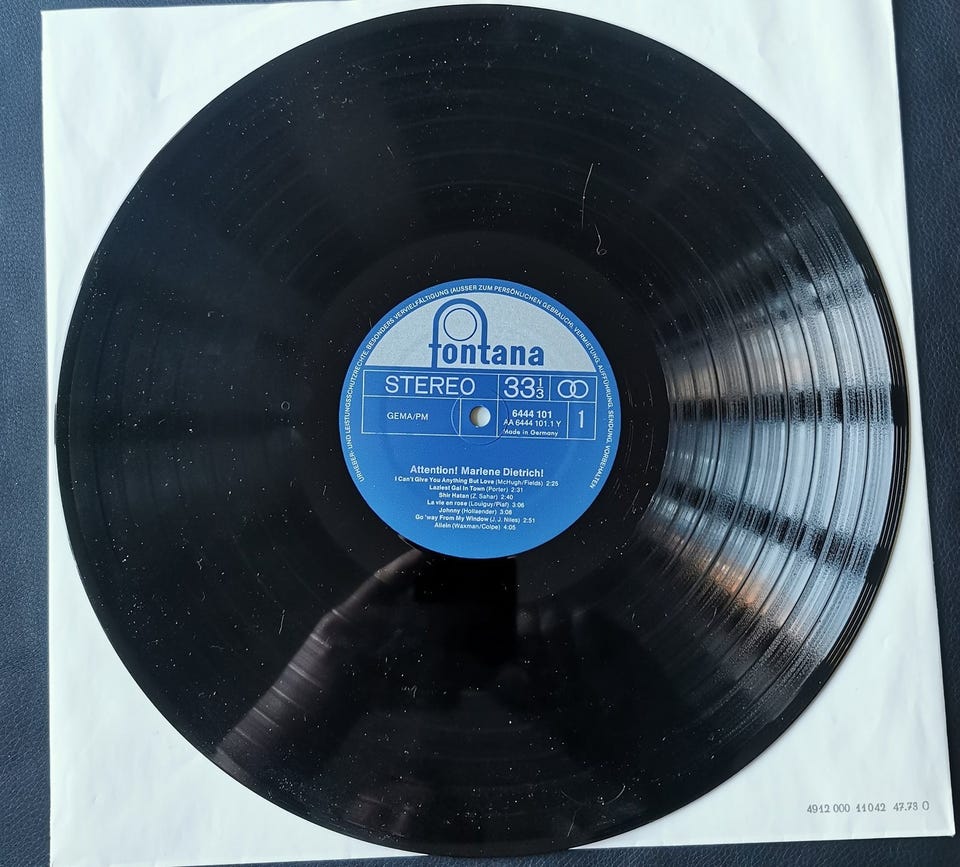 URHEBER- UND LEISTUNGSSCHUTZRECHTE, BESONDERS VERVIELFÄLTIGUNG (AUSSER ZUM PERSÖNLICHEN GEBRAUCH), VERMIETUNG, AUFFÜHRUNG, SENDUNG, VORBEHALTEN
fontana
STEREO 33 1/3
GEMA/PM 6444 101 1
AA 6444 101.1 Y
Made in Germany
Attention! Marlene Dietrich!
I Can't Give You Anything But Love (McHugh/Fields) 2:25
Laziest Gal in Town (Porter) 2:31
Shir Hatan (Z. Sahar) 2:40
La vie en rose (Louiguy/Piaf) 3:06
Johnny (Hollaender) 3:08
Go 'way From My Window (J. J. Niles) 2:51
Allein (Waxman/Colpe) 4:05
4912 000 11042 47.78 O